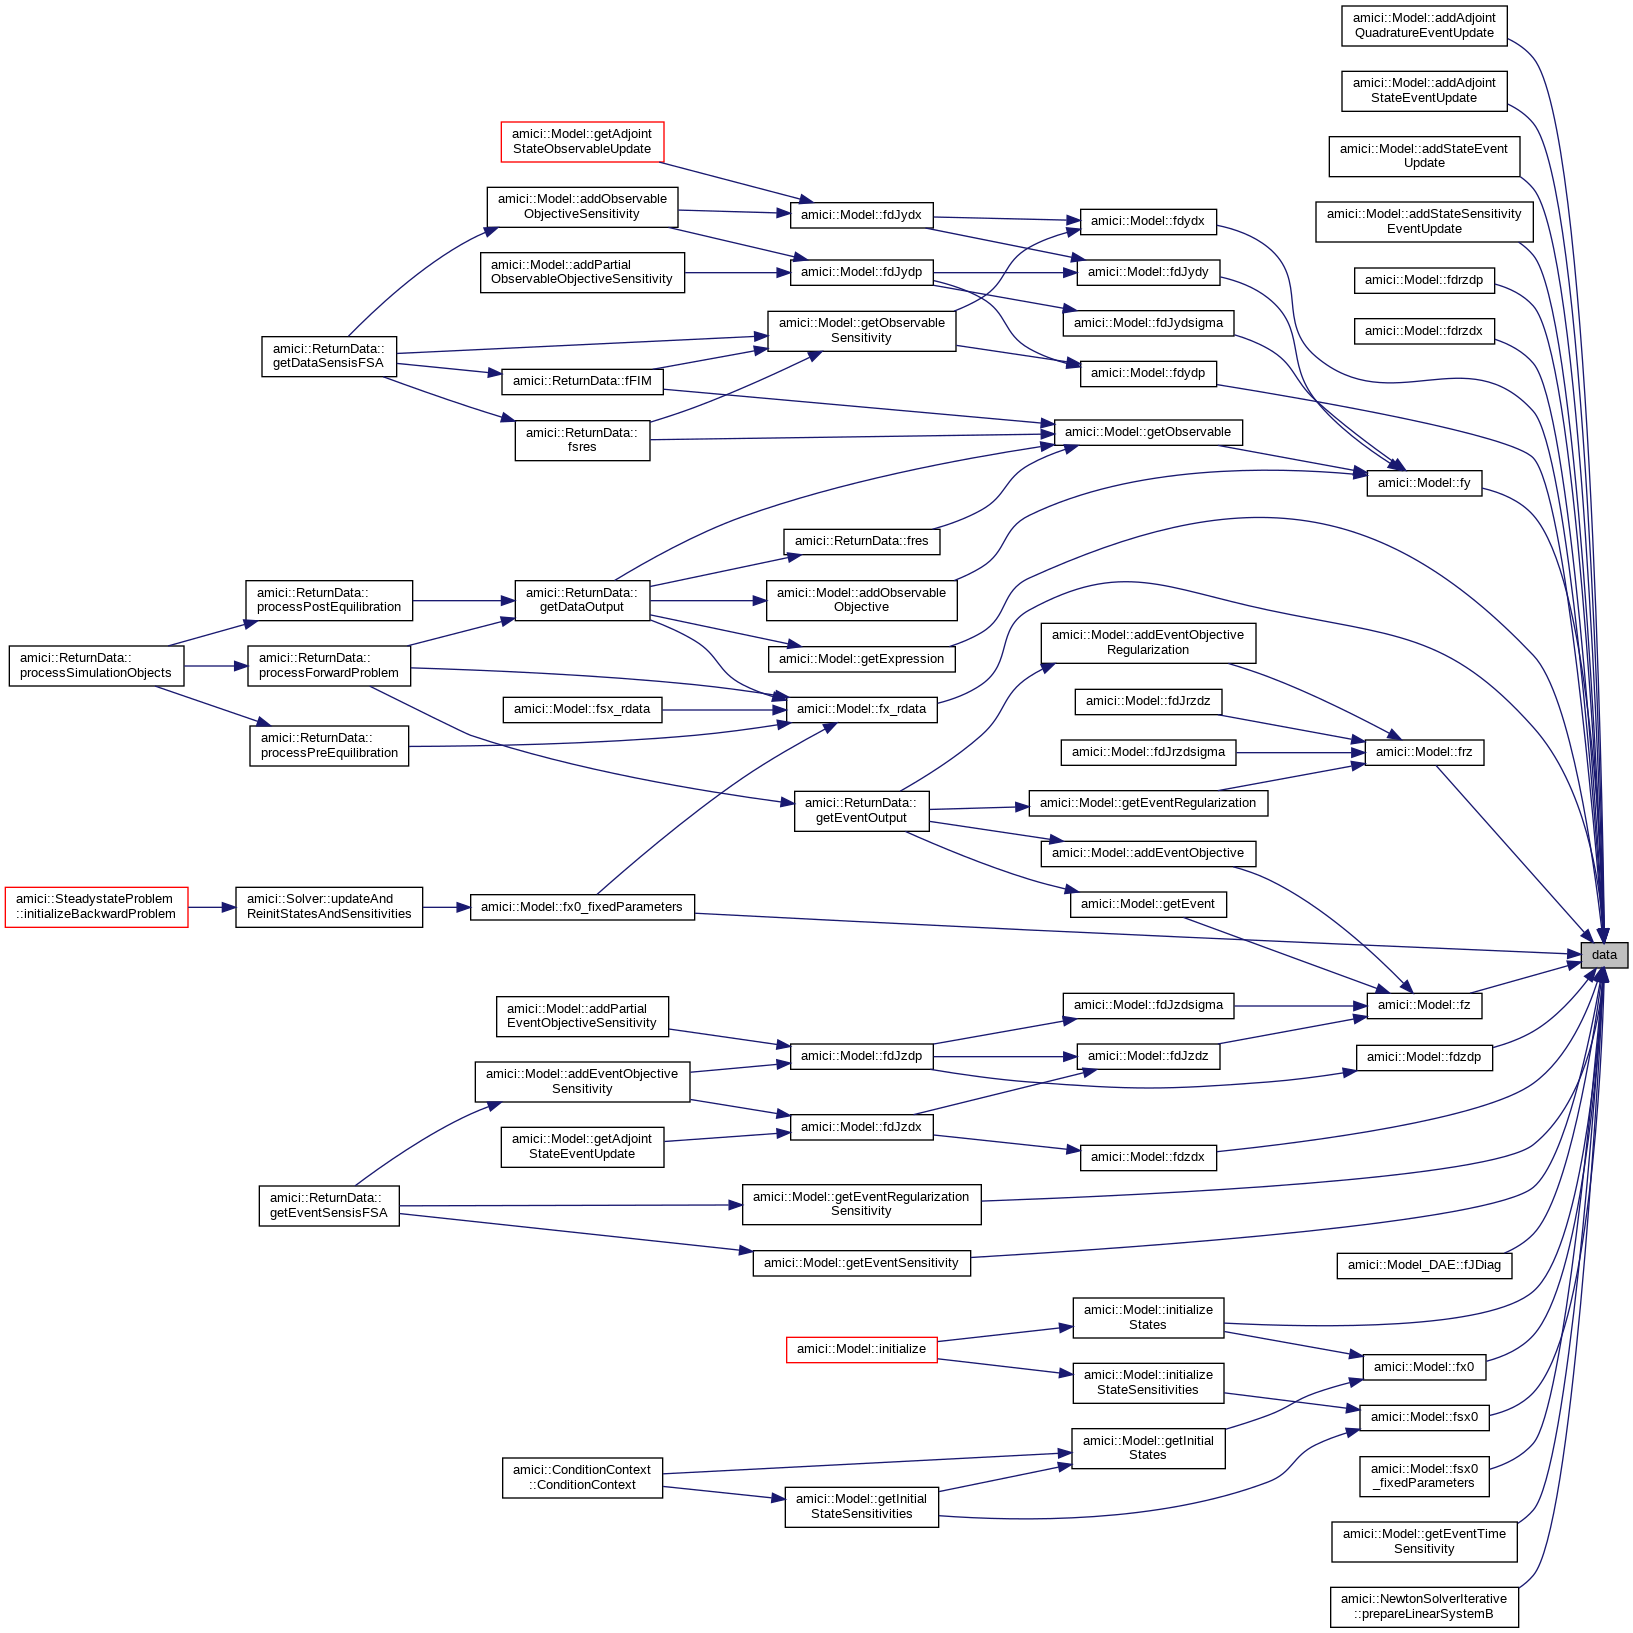 amici::Model::addAdjoint
QuadratureEventUpdate
amici::Model::addAdjoint
StateEventUpdate
amici::Model::addStateEvent
Update
amici::Model::addStateSensitivity
EventUpdate
amici::Model::fdrzdp
amici::Model::fdrzdx
amici::Model::getAdjoint
StateObservableUpdate
amici::Model::addObservable
ObjectiveSensitivity
amici::Model::addPartial
ObservableObjectiveSensitivity
amici::Model::fdJydx
amici::Model::fdJydp
amici::Model::fdydx
amici::Model::fdJydy
amici::Model::fdJydsigma
amici::Model::getObservable
Sensitivity
amici::Model::fdydp
amici::ReturnData::
getDataSensisFSA
amici::ReturnData::fFIM
amici::ReturnData::
fsres
amici::Model::getObservable
amici::Model::fy
amici::ReturnData::fres
amici::ReturnData::
processPostEquilibration
amici::ReturnData::
getDataOutput
amici::Model::addObservable
Objective
amici::Model::getExpression
amici::ReturnData::
processSimulationObjects
amici::ReturnData::
processForwardProblem
amici::Model::fsx_rdata
amici::Model::fx_rdata
amici::ReturnData::
processPreEquilibration
amici::Model::addEventObjective
Regularization
amici::Model::fdJrzdz
amici::Model::fdJrzdsigma
amici::Model::frz
amici::Model::getEventRegularization
amici::ReturnData::
getEventOutput
amici::Model::addEventObjective
amici::Model::getEvent
amici::SteadystateProblem
::initializeBackwardProblem
amici::Solver::updateAnd
ReinitStatesAndSensitivities
amici::Model::fx0_fixedParameters
data
amici::Model::addPartial
EventObjectiveSensitivity
amici::Model::fdJzdsigma
amici::Model::fz
amici::Model::fdJzdp
amici::Model::fdJzdz
amici::Model::fdzdp
amici::Model::addEventObjective
Sensitivity
amici::Model::fdJzdx
amici::Model::getAdjoint
StateEventUpdate
amici::Model::fdzdx
amici::ReturnData::
getEventSensisFSA
amici::Model::getEventRegularization
Sensitivity
amici::Model::getEventSensitivity
amici::Model_DAE::fJDiag
amici::Model::initialize
States
amici::Model::initialize
amici::Model::initialize
StateSensitivities
amici::Model::fx0
amici::Model::fsx0
amici::Model::getInitial
States
amici::ConditionContext
::ConditionContext
amici::Model::getInitial
StateSensitivities
amici::Model::fsx0
_fixedParameters
amici::Model::getEventTime
Sensitivity
amici::NewtonSolverIterative
::prepareLinearSystemB